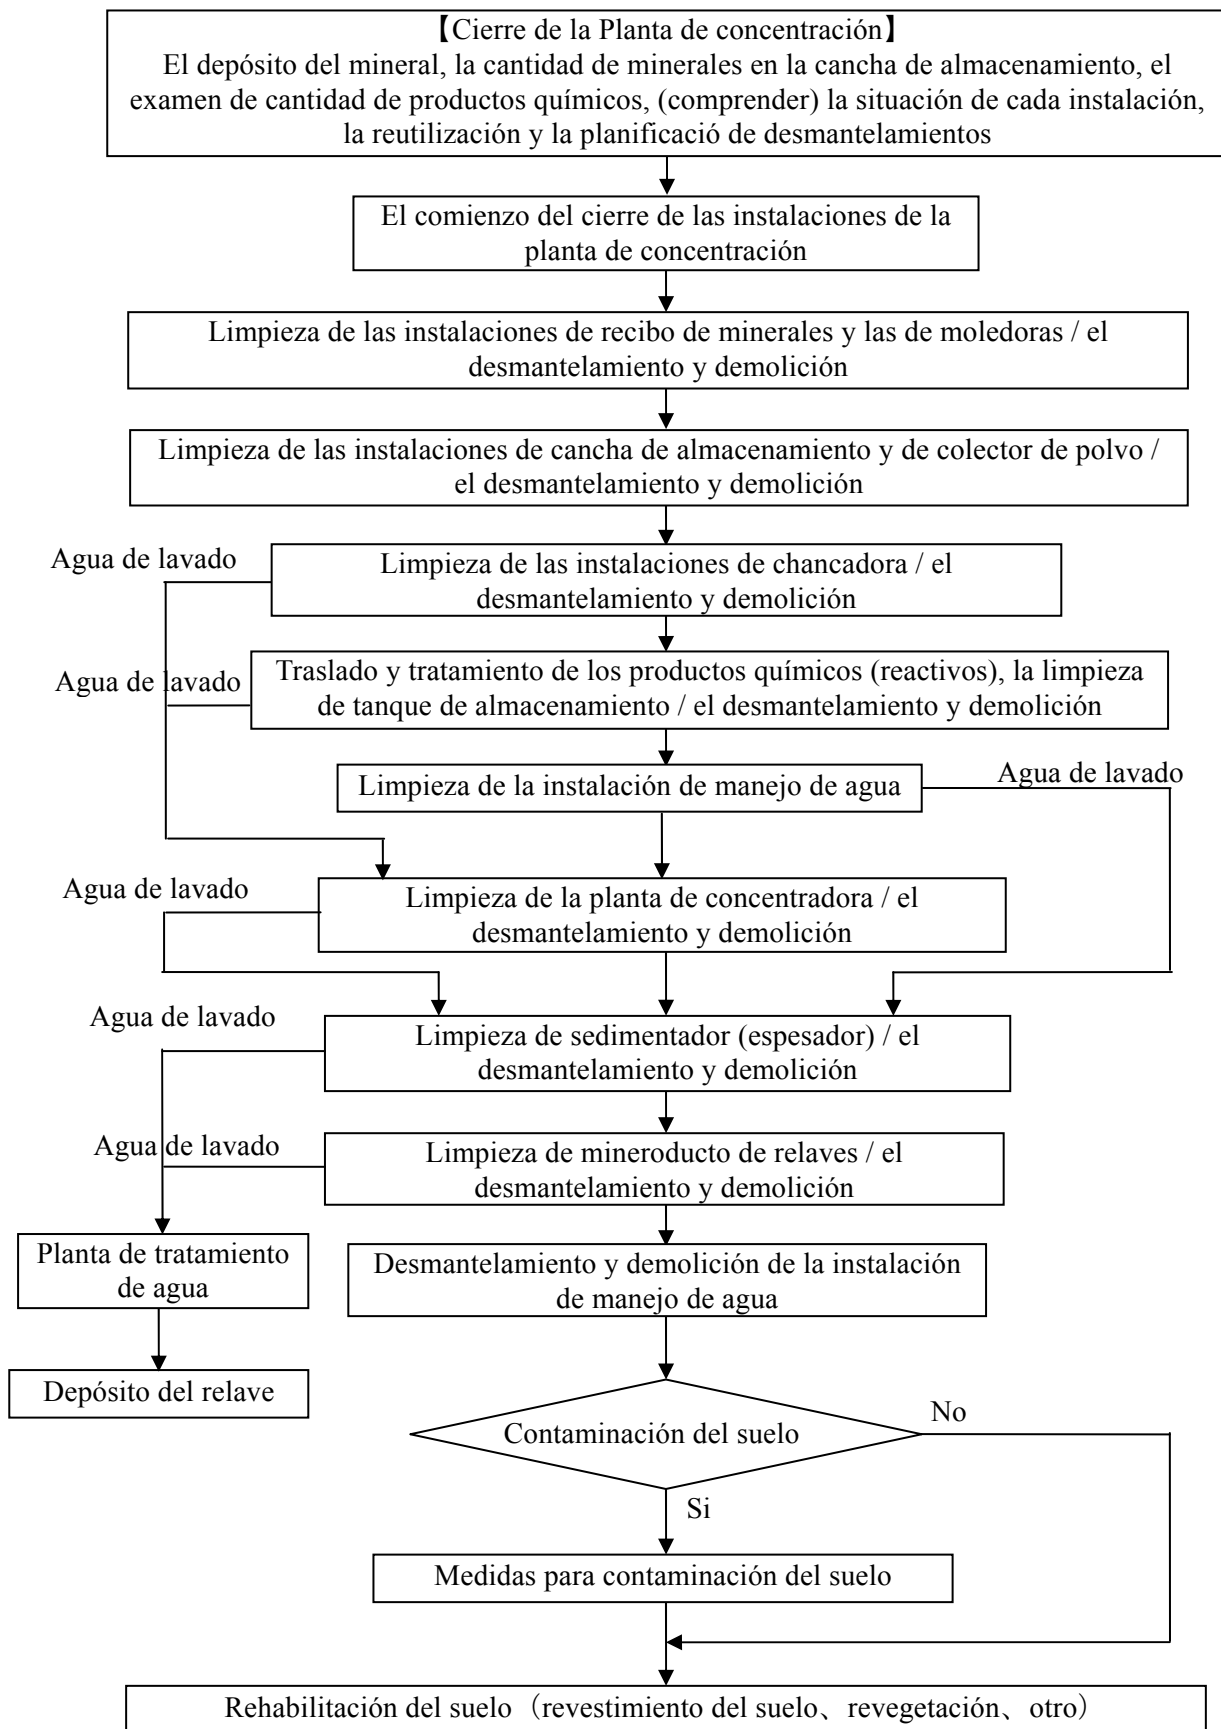 【Cierre de la Planta de concentración】
El depósito del mineral, la cantidad de minerales en la cancha de almacenamiento, el
examen de cantidad de productos químicos, (comprender) la situación de cada instalación,
la reutilización y la planificació de desmantelamientos
El comienzo del cierre de las instalaciones de la
planta de concentración
Limpieza de las instalaciones de recibo de minerales y las de moledoras / el
desmantelamiento y demolición
Limpieza de las instalaciones de cancha de almacenamiento y de colector de polvo /
el desmantelamiento y demolición
Agua de lavado
Limpieza de las instalaciones de chancadora / el
desmantelamiento y demolición
Agua de lavado
Traslado y tratamiento de los productos químicos (reactivos), la limpieza
de tanque de almacenamiento / el desmantelamiento y demolición
Limpieza de la instalación de manejo de agua
Agua de lavado
Agua de lavado
Limpieza de la planta de concentradora / el
desmantelamiento y demolición
Agua de lavado
Limpieza de sedimentador (espesador) / el
desmantelamiento y demolición
Agua de lavado
Limpieza de mineroducto de relaves / el
desmantelamiento y demolición
Planta de tratamiento
de agua
Desmantelamiento y demolición de la instalación
de manejo de agua
Depósito del relave
Contaminación del suelo
No
Si
Medidas para contaminación del suelo
Rehabilitación del suelo（revestimiento del suelo、revegetación、otro）